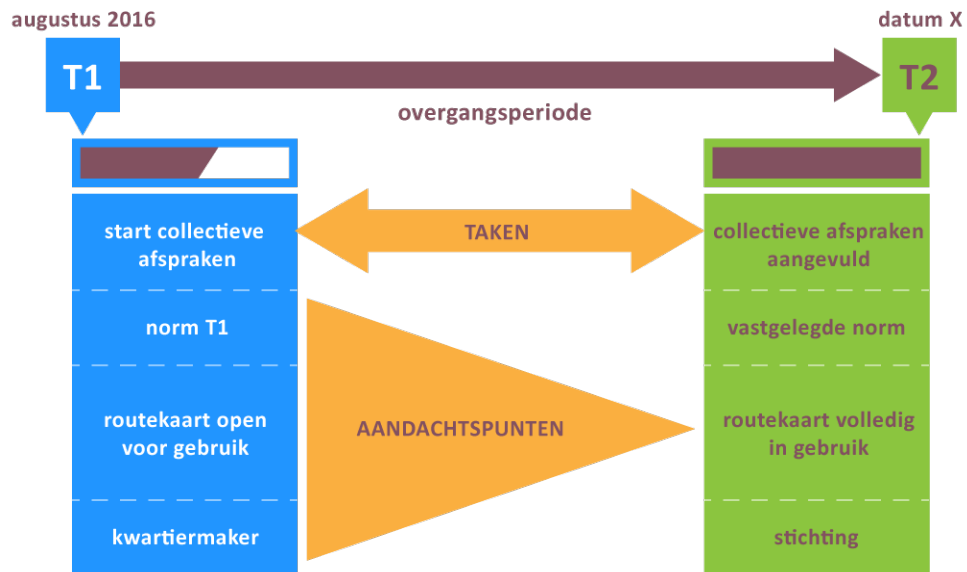 augustus 2016
datum X
T1
T2
overgangsperiode
start collectieve
afspraken
TAKEN
collectieve afspraken
aangevuld
norm T1
vastgelegde norm
routekaart open
voor gebruik
AANDACHTSPUNTEN
routekaart volledig
in gebruik
kwartiermaker
stichting